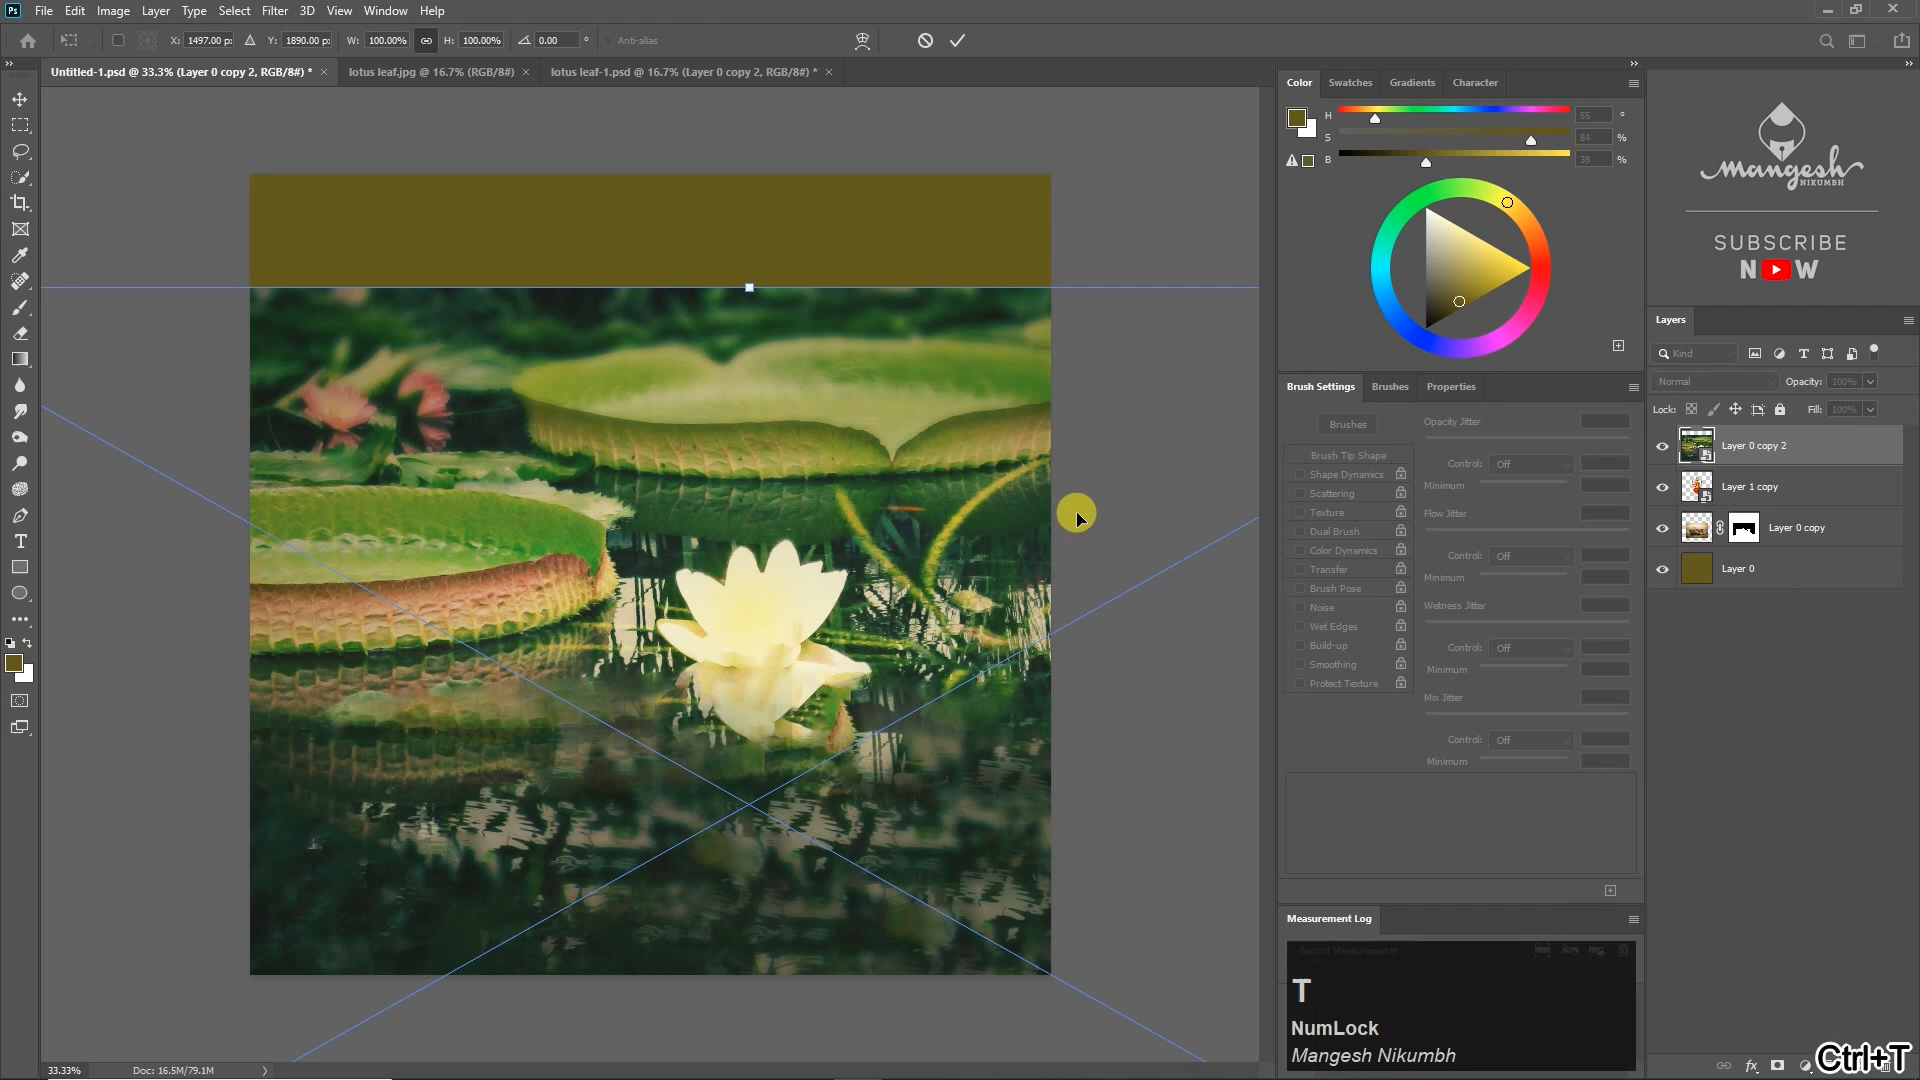 Ps File Edit Image Layer Type Select Filter 3D View Window Help
X: 1497.00 p: Y: 1890.00 p: W: 100.00% H: 100.00% 0.00 ° Anti-alias
Untitled-1.psd @ 33.3% (Layer 0 copy 2, RGB/8#) * × lotus leaf.jpg @ 16.7% (RGB/8#) × lotus leaf-1.psd @ 16.7% (Layer 0 copy 2, RGB/8#) * ×
Color Swatches Gradients Character
H 55 °
S 84 %
B 38 %
Mangesh
NIKUMBH
SUBSCRIBE
NOW
Layers
Kind
Normal Opacity: 100%
Lock: Fill: 100%
Layer 0 copy 2
Layer 1 copy
Layer 0 copy
Layer 0
Brush Settings Brushes Properties
Brushes Opacity Jitter
Brush Tip Shape
Shape Dynamics
Scattering
Texture
Dual Brush
Color Dynamics
Transfer
Brush Pose
Noise
Wet Edges
Build-up
Smoothing
Protect Texture
Control: Off
Minimum
Flow Jitter
Control: Off
Minimum
Wetness Jitter
Control: Off
Minimum
Mix Jitter
Control: Off
Minimum
Measurement Log
Record Measurements
T
NumLock
Mangesh Nikumbh
Ctrl+T
33.33% Doc: 16.5M/79.1M